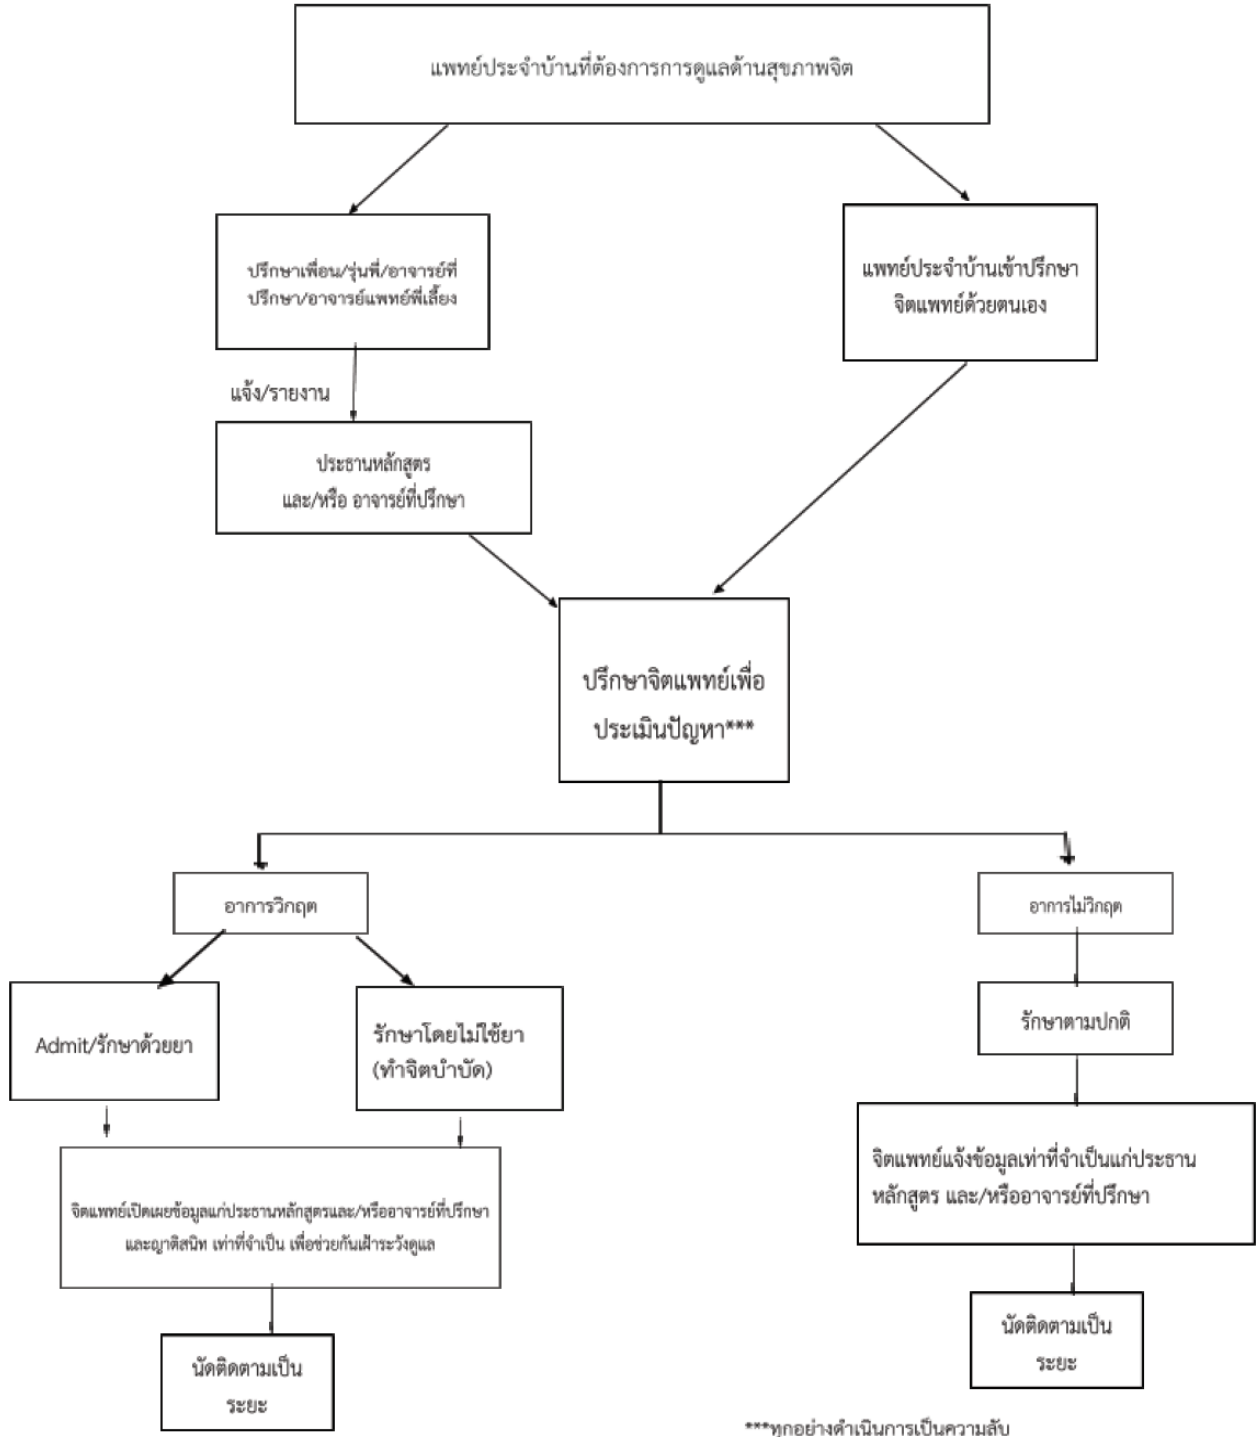 แพทย์ประจำบ้านที่ต้องการการดูแลด้านสุขภาพจิต
ปรึกษาเพื่อน/รุ่นพี่/อาจารย์ที่
ปรึกษา/อาจารย์แพทย์พี่เลี้ยง
แพทย์ประจำบ้านเข้าปรึกษา
จิตแพทย์ด้วยตนเอง
แจ้ง/รายงาน
ประธานหลักสูตร
และ/หรือ อาจารย์ที่ปรึกษา
ปรึกษาจิตแพทย์เพื่อ
ประเมินปัญหา***
อาการวิกฤต
อาการไม่วิกฤต
Admit/รักษาด้วยยา
รักษาโดยไม่ใช้ยา
(ทำจิตบำบัด)
รักษาตามปกติ
จิตแพทย์เปิดเผยข้อมูลแก่ประธานหลักสูตรและ/หรืออาจารย์ที่ปรึกษา
และญาติสนิท เท่าที่จำเป็น เพื่อช่วยกันเฝ้าระวังดูแล
จิตแพทย์แจ้งข้อมูลเท่าที่จำเป็นแก่ประธาน
หลักสูตร และ/หรืออาจารย์ที่ปรึกษา
นัดติดตามเป็น
ระยะ
นัดติดตามเป็น
ระยะ
***ทุกอย่างดำเนินการเป็นความลับ